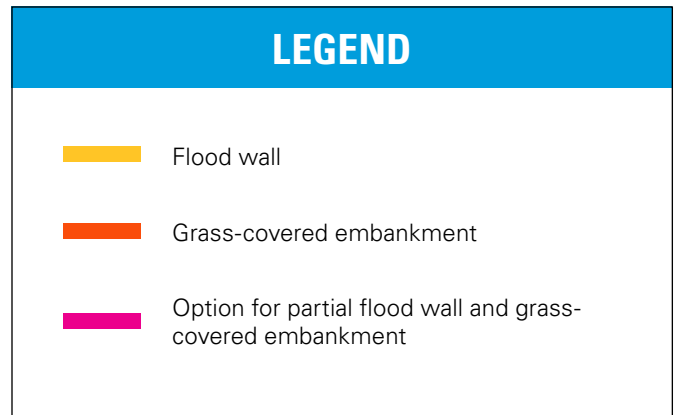 LEGEND
Flood wall
Grass-covered embankment
Option for partial flood wall and grass-
covered embankment